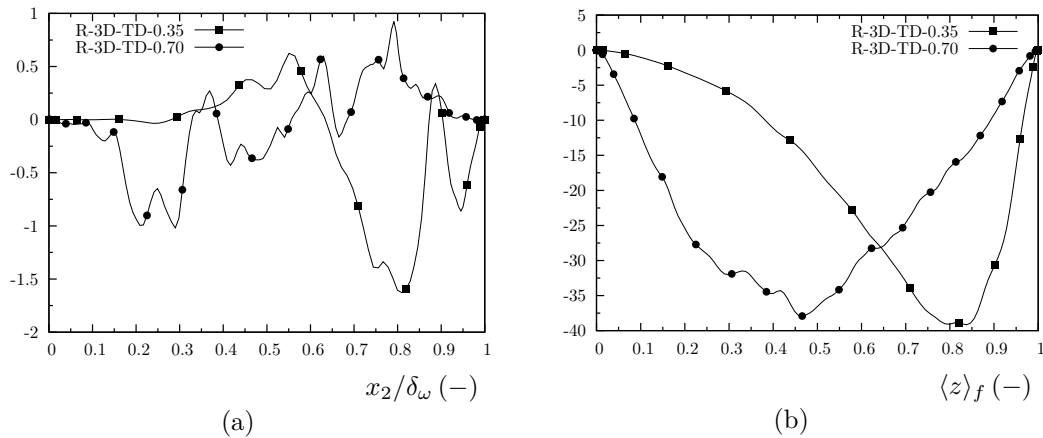 1
0.5
0
-0.5
-1
-1.5
-2
R-3D-TD-0.35
R-3D-TD-0.70
0 0.1 0.2 0.3 0.4 0.5 0.6 0.7 0.8 0.9 1
x₂/δ_ω (−)
(a)
5
0
-5
-10
-15
-20
-25
-30
-35
-40
R-3D-TD-0.35
R-3D-TD-0.70
0 0.1 0.2 0.3 0.4 0.5 0.6 0.7 0.8 0.9 1
⟨z⟩_f (−)
(b)